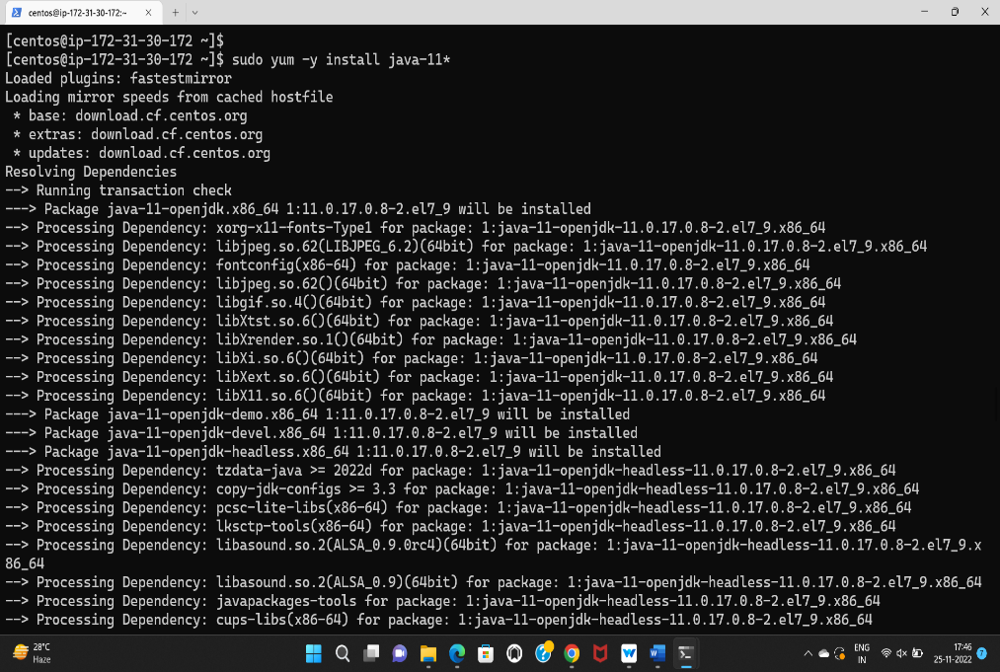 centos@ip-172-31-30-172:~
[centos@ip-172-31-30-172 ~]$
[centos@ip-172-31-30-172 ~]$ sudo yum -y install java-11*
Loaded plugins: fastestmirror
Loading mirror speeds from cached hostfile
 * base: download.cf.centos.org
 * extras: download.cf.centos.org
 * updates: download.cf.centos.org
Resolving Dependencies
--> Running transaction check
---> Package java-11-openjdk.x86_64 1:11.0.17.0.8-2.el7_9 will be installed
--> Processing Dependency: xorg-x11-fonts-Type1 for package: 1:java-11-openjdk-11.0.17.0.8-2.el7_9.x86_64
--> Processing Dependency: libjpeg.so.62(LIBJPEG_6.2)(64bit) for package: 1:java-11-openjdk-11.0.17.0.8-2.el7_9.x86_64
--> Processing Dependency: fontconfig(x86-64) for package: 1:java-11-openjdk-11.0.17.0.8-2.el7_9.x86_64
--> Processing Dependency: libjpeg.so.62()(64bit) for package: 1:java-11-openjdk-11.0.17.0.8-2.el7_9.x86_64
--> Processing Dependency: libgif.so.4()(64bit) for package: 1:java-11-openjdk-11.0.17.0.8-2.el7_9.x86_64
--> Processing Dependency: libXtst.so.6()(64bit) for package: 1:java-11-openjdk-11.0.17.0.8-2.el7_9.x86_64
--> Processing Dependency: libXrender.so.1()(64bit) for package: 1:java-11-openjdk-11.0.17.0.8-2.el7_9.x86_64
--> Processing Dependency: libXi.so.6()(64bit) for package: 1:java-11-openjdk-11.0.17.0.8-2.el7_9.x86_64
--> Processing Dependency: libXext.so.6()(64bit) for package: 1:java-11-openjdk-11.0.17.0.8-2.el7_9.x86_64
--> Processing Dependency: libX11.so.6()(64bit) for package: 1:java-11-openjdk-11.0.17.0.8-2.el7_9.x86_64
---> Package java-11-openjdk-demo.x86_64 1:11.0.17.0.8-2.el7_9 will be installed
---> Package java-11-openjdk-devel.x86_64 1:11.0.17.0.8-2.el7_9 will be installed
---> Package java-11-openjdk-headless.x86_64 1:11.0.17.0.8-2.el7_9 will be installed
--> Processing Dependency: tzdata-java >= 2022d for package: 1:java-11-openjdk-headless-11.0.17.0.8-2.el7_9.x86_64
--> Processing Dependency: copy-jdk-configs >= 3.3 for package: 1:java-11-openjdk-headless-11.0.17.0.8-2.el7_9.x86_64
--> Processing Dependency: pcsc-lite-libs(x86-64) for package: 1:java-11-openjdk-headless-11.0.17.0.8-2.el7_9.x86_64
--> Processing Dependency: lksctp-tools(x86-64) for package: 1:java-11-openjdk-headless-11.0.17.0.8-2.el7_9.x86_64
--> Processing Dependency: libasound.so.2(ALSA_0.9.0rc4)(64bit) for package: 1:java-11-openjdk-headless-11.0.17.0.8-2.el7_9.x
86_64
--> Processing Dependency: libasound.so.2(ALSA_0.9)(64bit) for package: 1:java-11-openjdk-headless-11.0.17.0.8-2.el7_9.x86_64
--> Processing Dependency: javapackages-tools for package: 1:java-11-openjdk-headless-11.0.17.0.8-2.el7_9.x86_64
--> Processing Dependency: cups-libs(x86-64) for package: 1:java-11-openjdk-headless-11.0.17.0.8-2.el7_9.x86_64
28°C
Haze
ENG
IN
17:46
25-11-2022
7